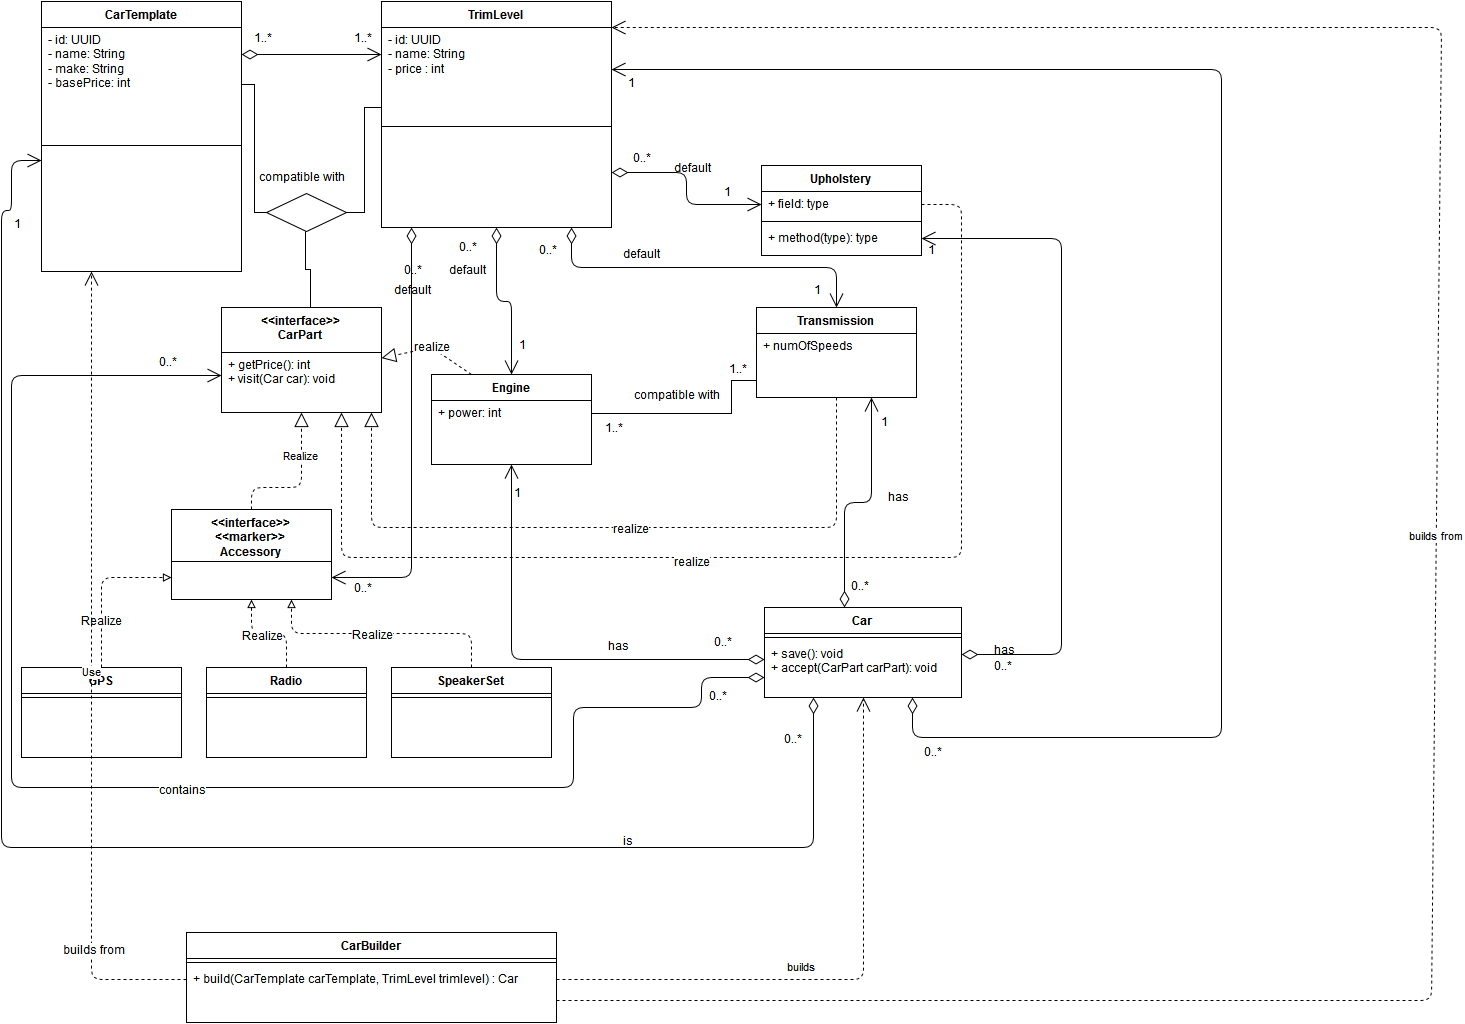 CarTemplate
- id: UUID
- name: String
- make: String
- basePrice: int
1..*
1..*
TrimLevel
- id: UUID
- name: String
- price : int
1
0..*
default
1
Upholstery
+ field: type
+ method(type): type
1
compatible with
1
0..*
default
0..*
default
0..*
default
1
<<interface>>
CarPart
+ getPrice(): int
+ visit(Car car): void
0..*
realize
1
Engine
+ power: int
Transmission
+ numOfSpeeds
1..*
compatible with
1..*
1
Realize
1
has
realize
realize
builds from
<<interface>>
<<marker>>
Accessory
0..*
0..*
Realize
Realize
Realize
Car
+ save(): void
+ accept(CarPart carPart): void
has
0..*
has
0..*
0..*
Use
GPS
Radio
SpeakerSet
0..*
0..*
contains
is
CarBuilder
+ build(CarTemplate carTemplate, TrimLevel trimlevel) : Car
builds from
builds